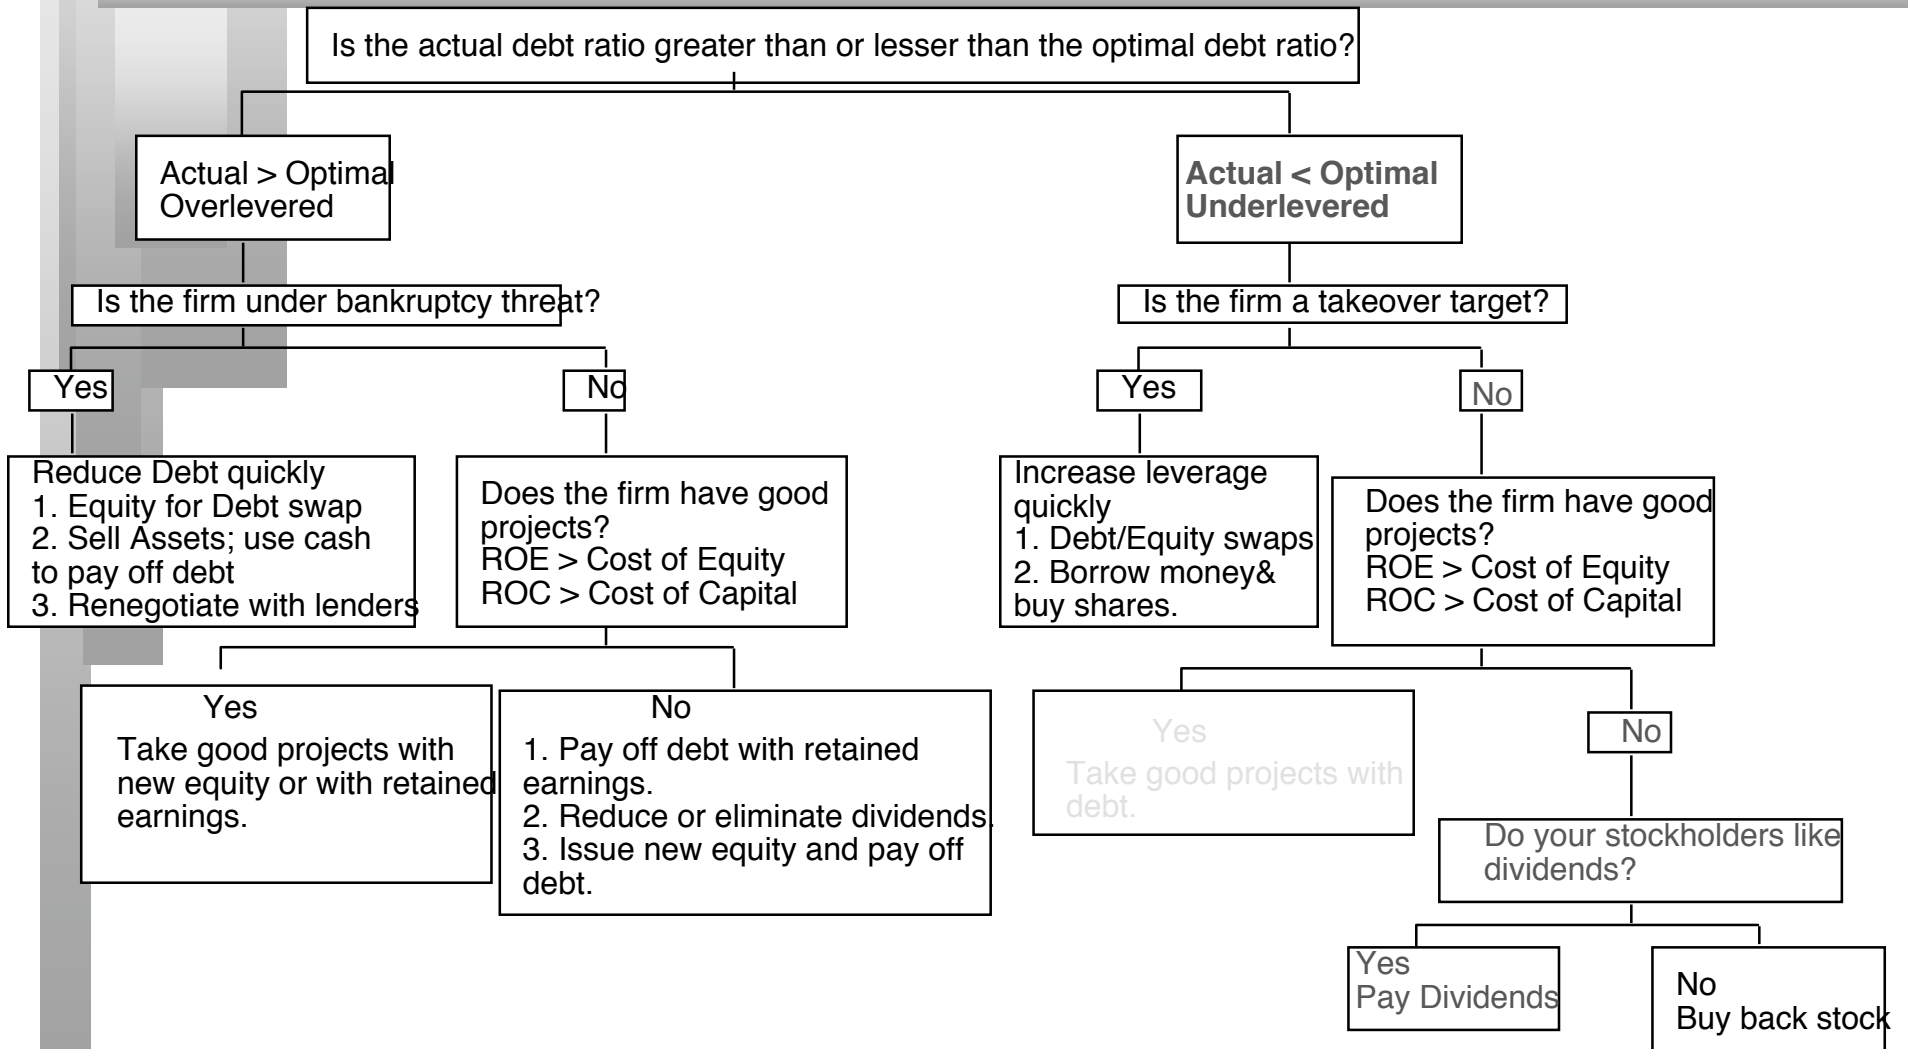 Is the actual debt ratio greater than or lesser than the optimal debt ratio?
Actual > Optimal
Overlevered
Actual < Optimal
Underlevered
Is the firm under bankruptcy threat?
Is the firm a takeover target?
Yes
No
Yes
No
Reduce Debt quickly
1. Equity for Debt swap
2. Sell Assets; use cash
to pay off debt
3. Renegotiate with lenders
Does the firm have good
projects?
ROE > Cost of Equity
ROC > Cost of Capital
Increase leverage
quickly
1. Debt/Equity swaps
2. Borrow money&
buy shares.
Does the firm have good
projects?
ROE > Cost of Equity
ROC > Cost of Capital
Yes
Take good projects with
new equity or with retained
earnings.
No
1. Pay off debt with retained
earnings.
2. Reduce or eliminate dividends.
3. Issue new equity and pay off
debt.
Yes
Take good projects with
debt.
No
Do your stockholders like
dividends?
Yes
Pay Dividends
No
Buy back stock